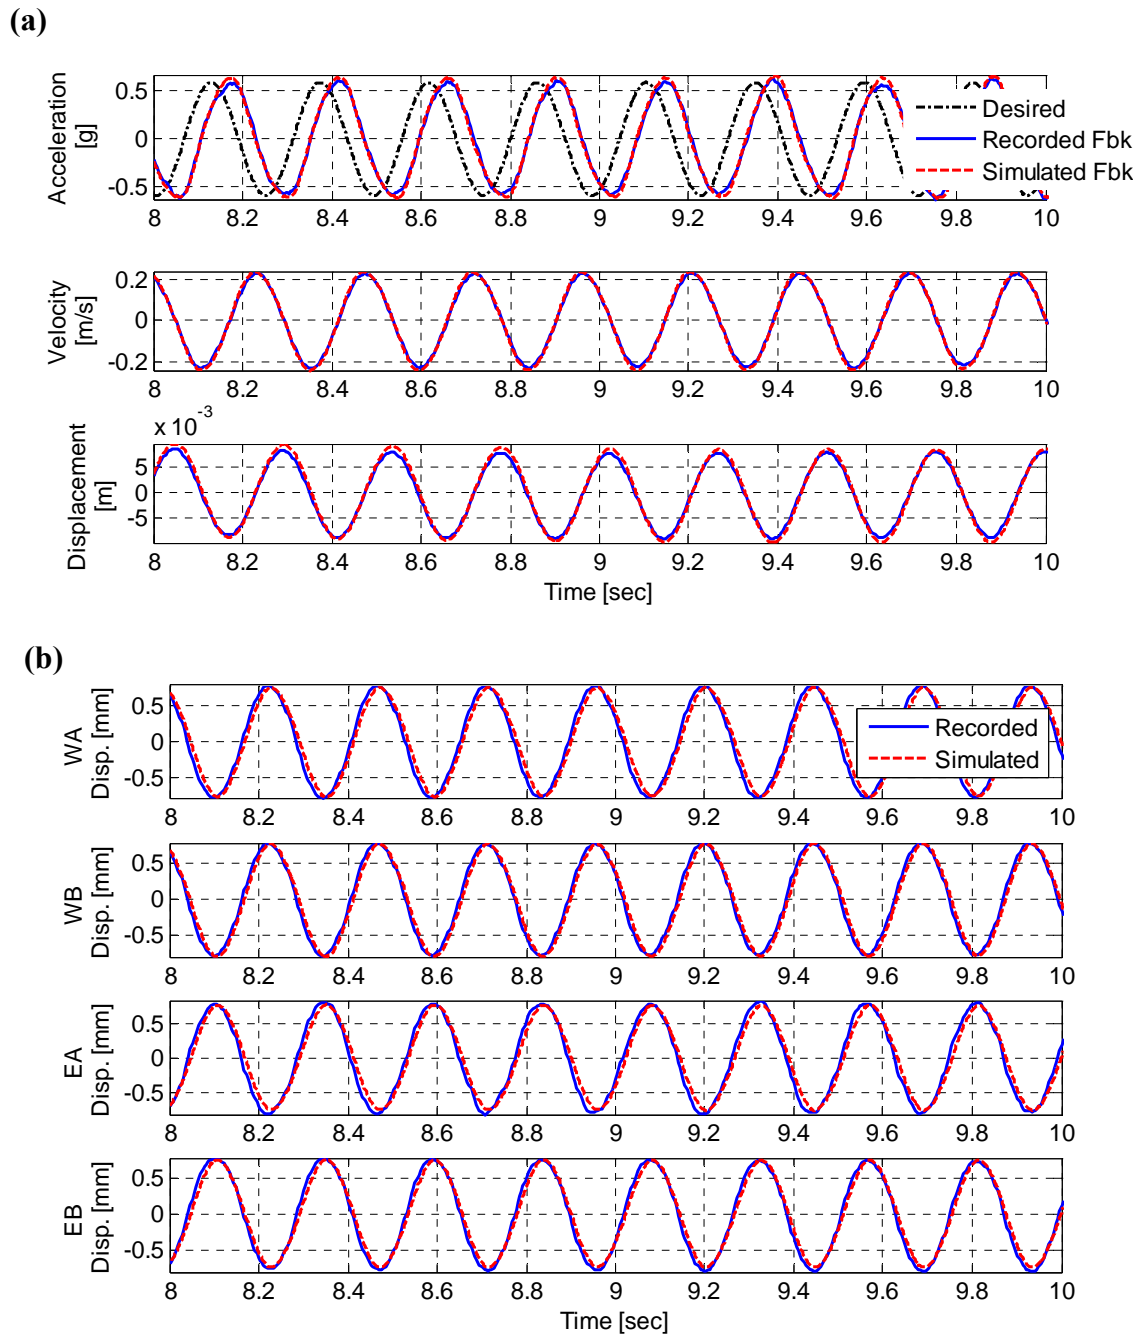 (a)
Acceleration
[g]
0.5
0
-0.5
Desired
Recorded Fbk
Simulated Fbk
8 8.2 8.4 8.6 8.8 9 9.2 9.4 9.6 9.8 10
Velocity
[m/s]
0.2
0
-0.2
8 8.2 8.4 8.6 8.8 9 9.2 9.4 9.6 9.8 10
x 10-3
Displacement
[m]
5
0
-5
8 8.2 8.4 8.6 8.8 9 9.2 9.4 9.6 9.8 10
Time [sec]
(b)
WA
Disp. [mm]
0.5
0
-0.5
Recorded
Simulated
8 8.2 8.4 8.6 8.8 9 9.2 9.4 9.6 9.8 10
WB
Disp. [mm]
0.5
0
-0.5
8 8.2 8.4 8.6 8.8 9 9.2 9.4 9.6 9.8 10
EA
Disp. [mm]
0.5
0
-0.5
8 8.2 8.4 8.6 8.8 9 9.2 9.4 9.6 9.8 10
EB
Disp. [mm]
0.5
0
-0.5
8 8.2 8.4 8.6 8.8 9 9.2 9.4 9.6 9.8 10
Time [sec]